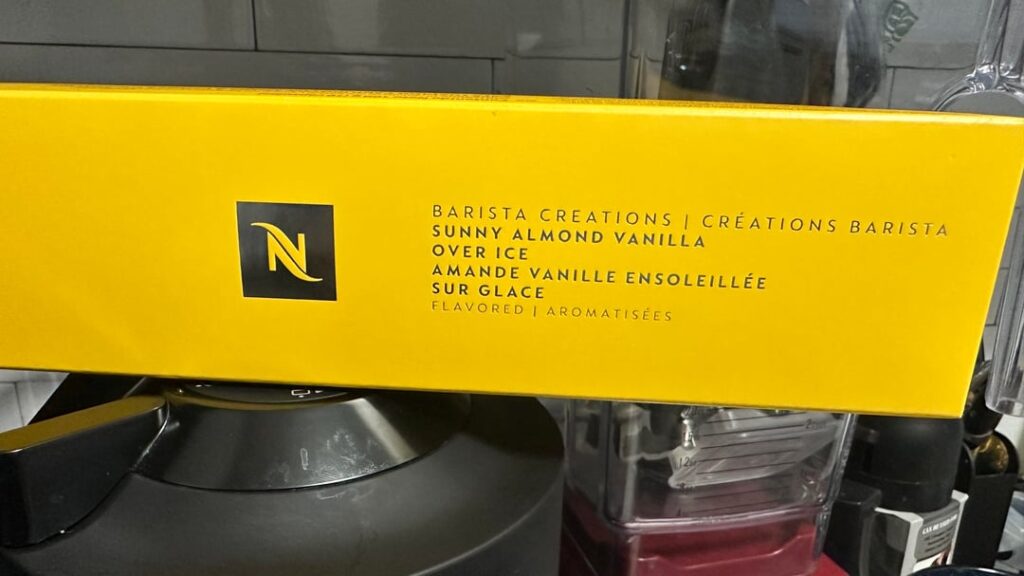 N
BARISTA CREATIONS | CRÉATIONS BARISTA
SUNNY ALMOND VANILLA
OVER ICE
AMANDE VANILLE ENSOLEILLÉE
SUR GLACE
FLAVORED | AROMATISÉES